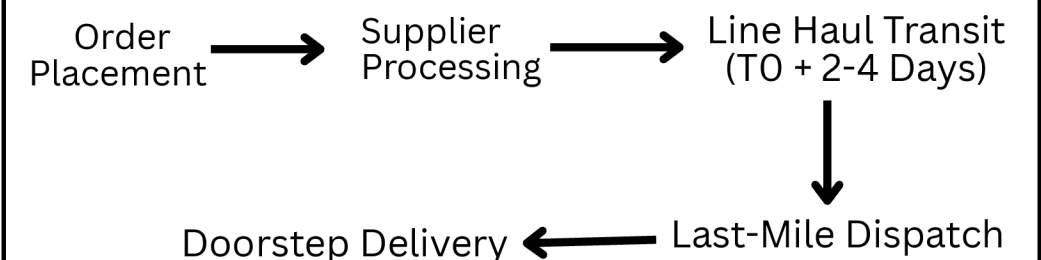 Order
Placement
Supplier
Processing
Line Haul Transit
(T0 + 2-4 Days)
Last-Mile Dispatch
Doorstep Delivery